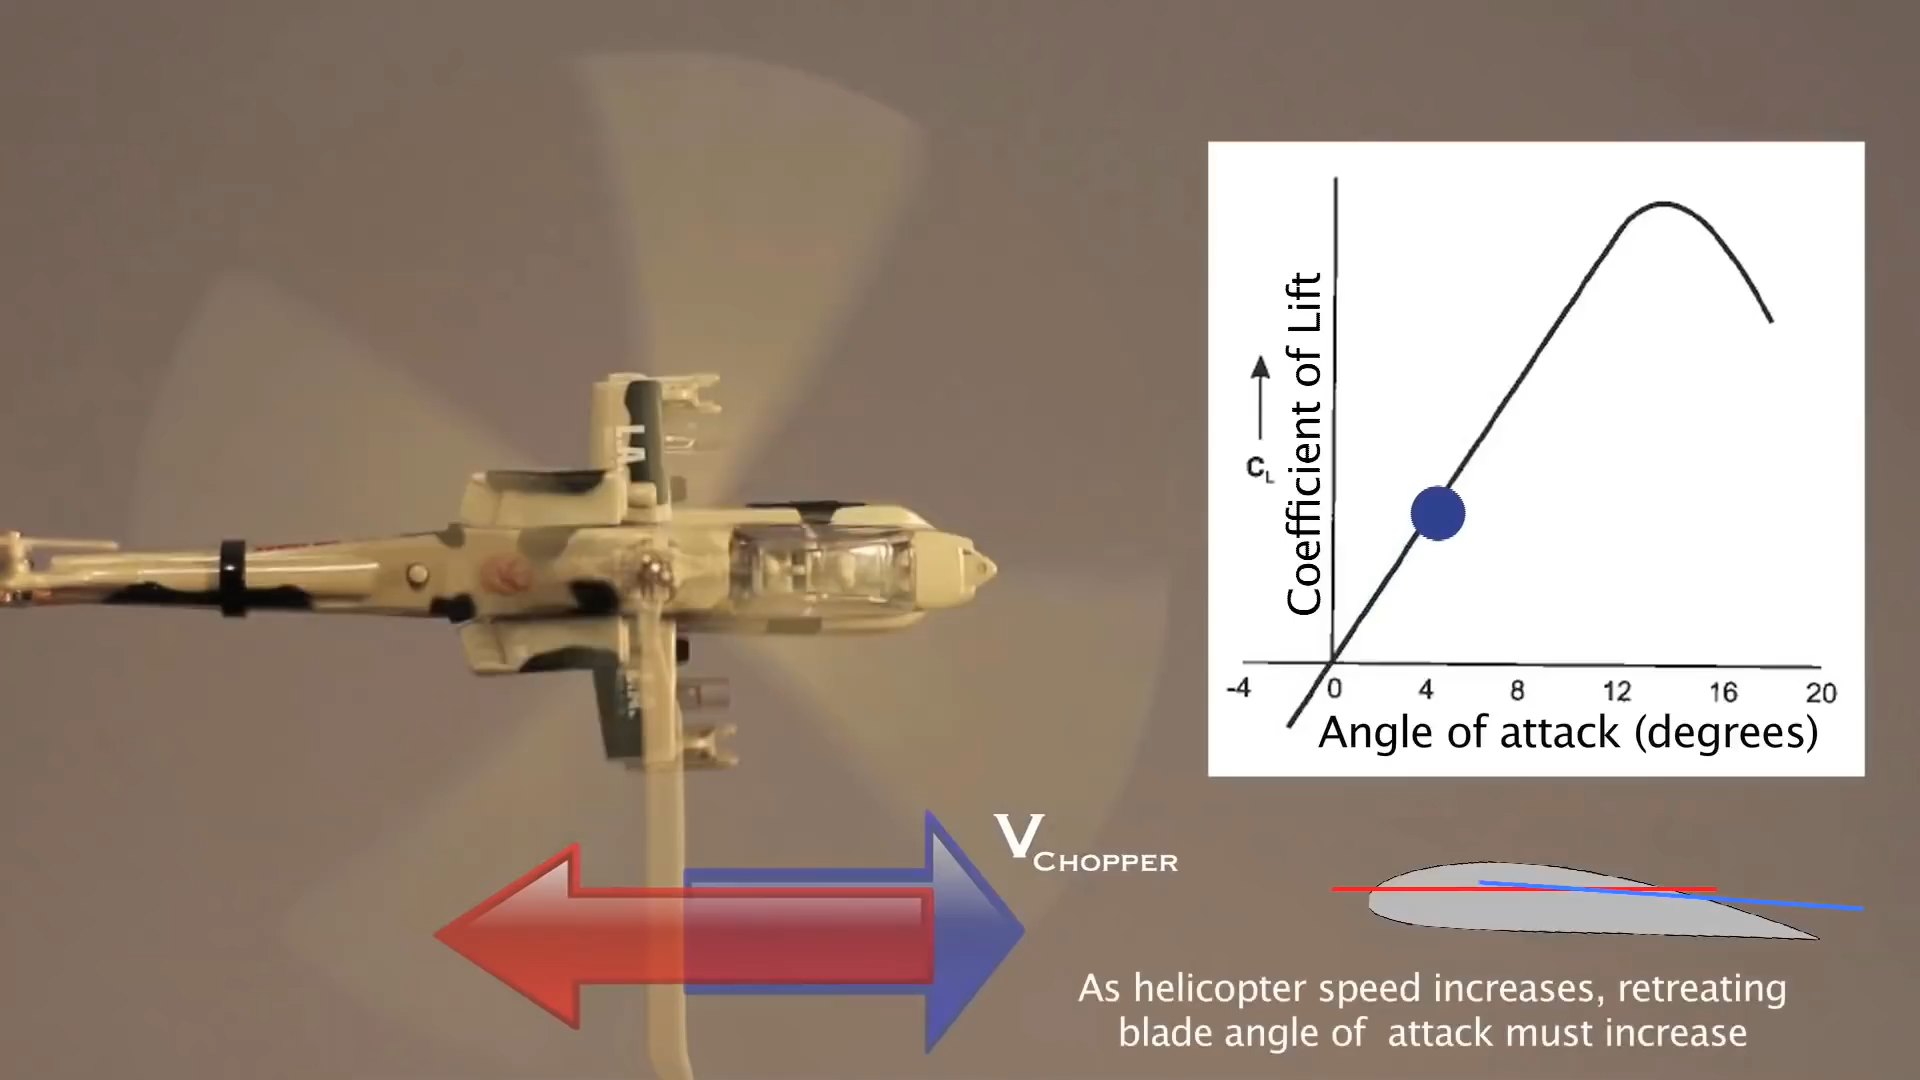 L.A
Coefficient of Lift
CL
-4 0 4 8 12 16 20
Angle of attack (degrees)
VCHOPPER
As helicopter speed increases, retreating
blade angle of attack must increase